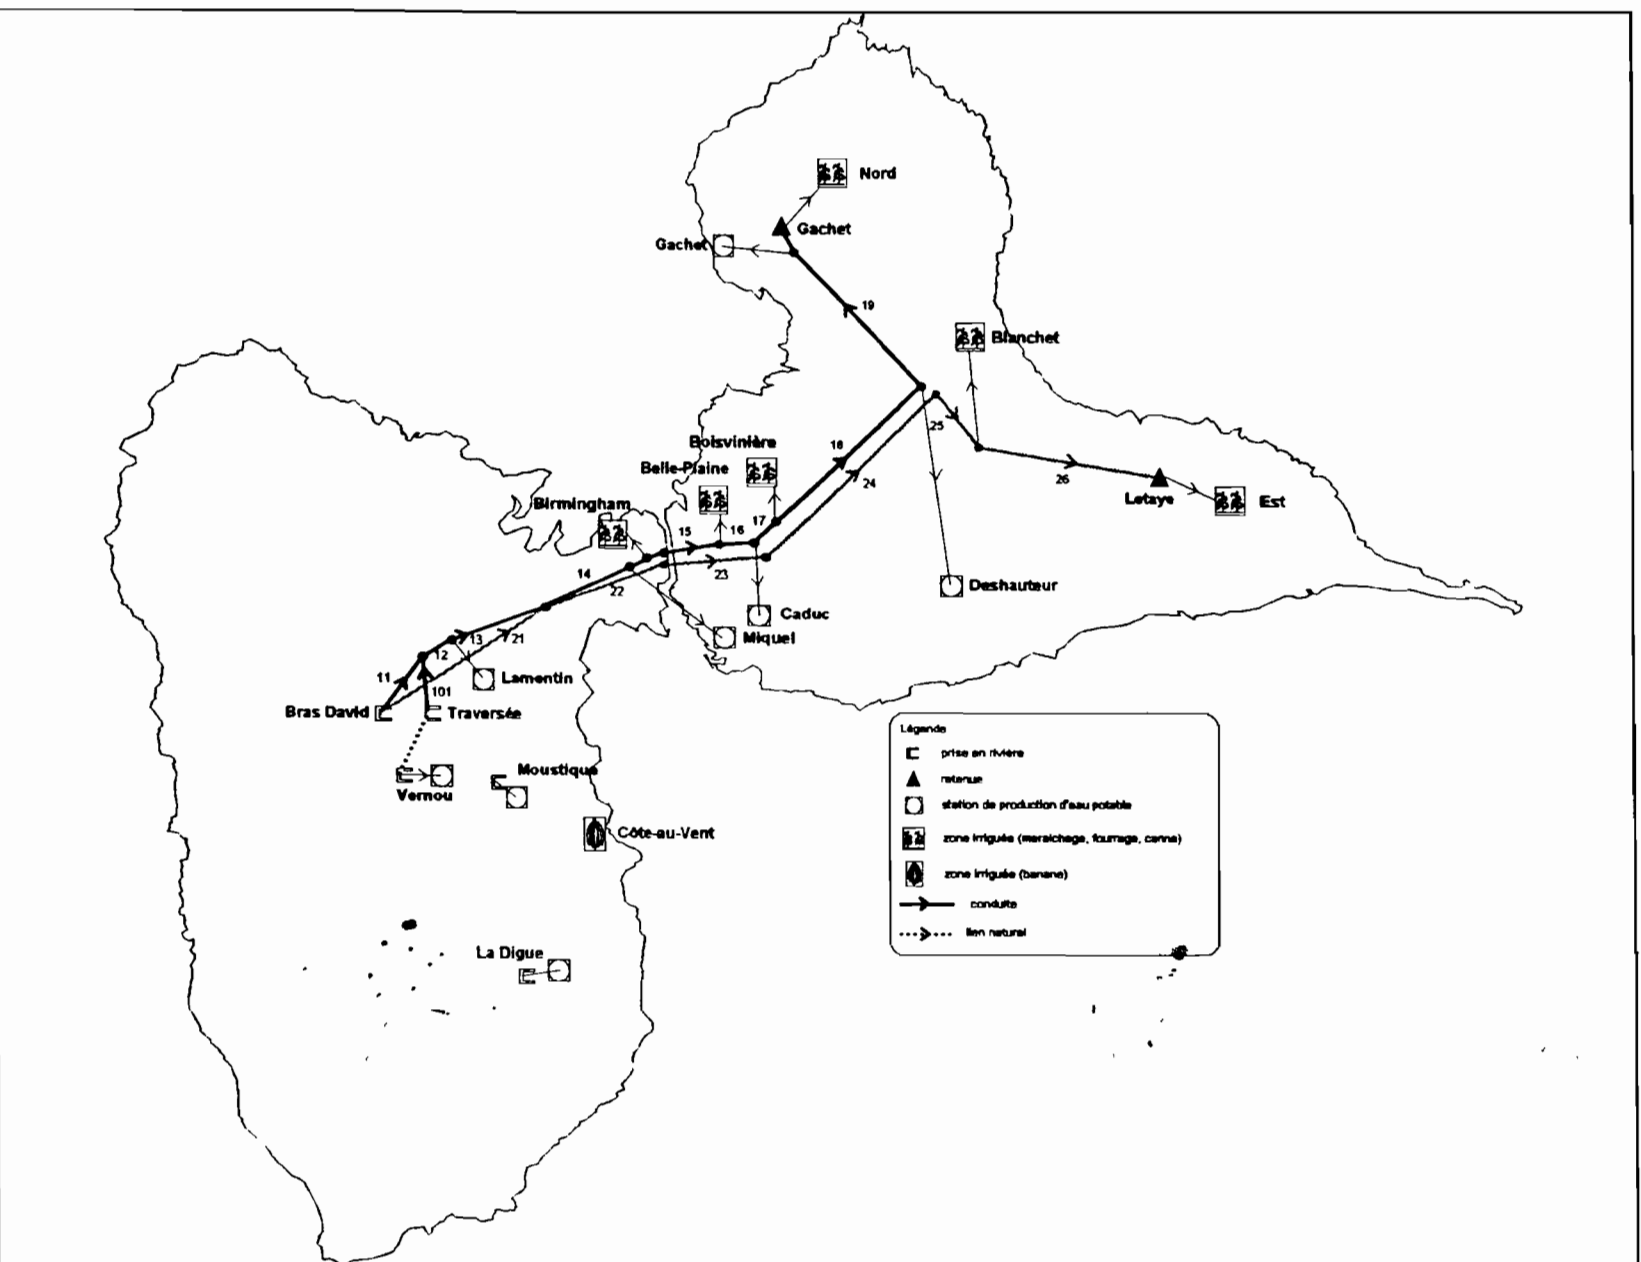 Nord
Gachet
Gachet
19
Blanchet
25
18
Boisvinière
Belle-Plaine
24
26
Letaye
Est
Birmingham
17
16
15
23
14
22
Deshauteur
Caduc
Miquel
13
21
12
11
Lamentin
101
Bras David
Traversée
Moustique
Vernou
Côte-au-Vent
La Digue
Légende
prise en rivière
retenue
station de production d'eau potable
zone irriguée (maraîchage, fourrage, canne)
zone irriguée (banane)
conduite
lien naturel